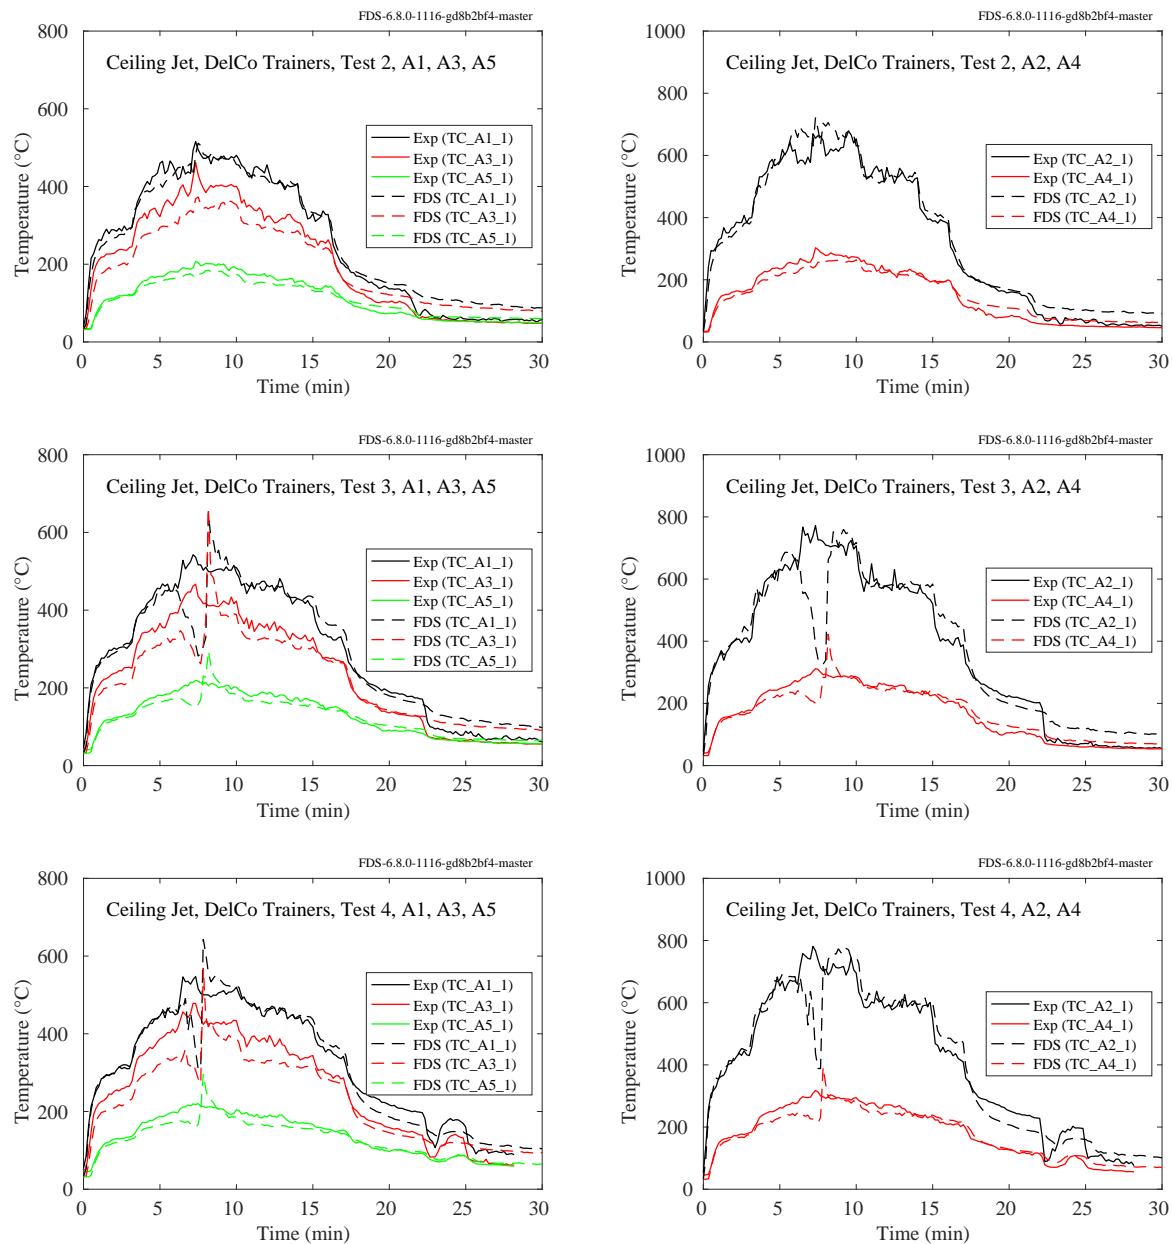 FDS-6.8.0-1116-gd8b2bf4-master
Ceiling Jet, DelCo Trainers, Test 2, A1, A3, A5
Temperature (°C)
800
600
400
200
0
Exp (TC_A1_1)
Exp (TC_A3_1)
Exp (TC_A5_1)
FDS (TC_A1_1)
FDS (TC_A3_1)
FDS (TC_A5_1)
0 5 10 15 20 25 30
Time (min)
FDS-6.8.0-1116-gd8b2bf4-master
Ceiling Jet, DelCo Trainers, Test 2, A2, A4
Temperature (°C)
1000
800
600
400
200
0
Exp (TC_A2_1)
Exp (TC_A4_1)
FDS (TC_A2_1)
FDS (TC_A4_1)
0 5 10 15 20 25 30
Time (min)
FDS-6.8.0-1116-gd8b2bf4-master
Ceiling Jet, DelCo Trainers, Test 3, A1, A3, A5
Temperature (°C)
800
600
400
200
0
Exp (TC_A1_1)
Exp (TC_A3_1)
Exp (TC_A5_1)
FDS (TC_A1_1)
FDS (TC_A3_1)
FDS (TC_A5_1)
0 5 10 15 20 25 30
Time (min)
FDS-6.8.0-1116-gd8b2bf4-master
Ceiling Jet, DelCo Trainers, Test 3, A2, A4
Temperature (°C)
1000
800
600
400
200
0
Exp (TC_A2_1)
Exp (TC_A4_1)
FDS (TC_A2_1)
FDS (TC_A4_1)
0 5 10 15 20 25 30
Time (min)
FDS-6.8.0-1116-gd8b2bf4-master
Ceiling Jet, DelCo Trainers, Test 4, A1, A3, A5
Temperature (°C)
800
600
400
200
0
Exp (TC_A1_1)
Exp (TC_A3_1)
Exp (TC_A5_1)
FDS (TC_A1_1)
FDS (TC_A3_1)
FDS (TC_A5_1)
0 5 10 15 20 25 30
Time (min)
FDS-6.8.0-1116-gd8b2bf4-master
Ceiling Jet, DelCo Trainers, Test 4, A2, A4
Temperature (°C)
1000
800
600
400
200
0
Exp (TC_A2_1)
Exp (TC_A4_1)
FDS (TC_A2_1)
FDS (TC_A4_1)
0 5 10 15 20 25 30
Time (min)